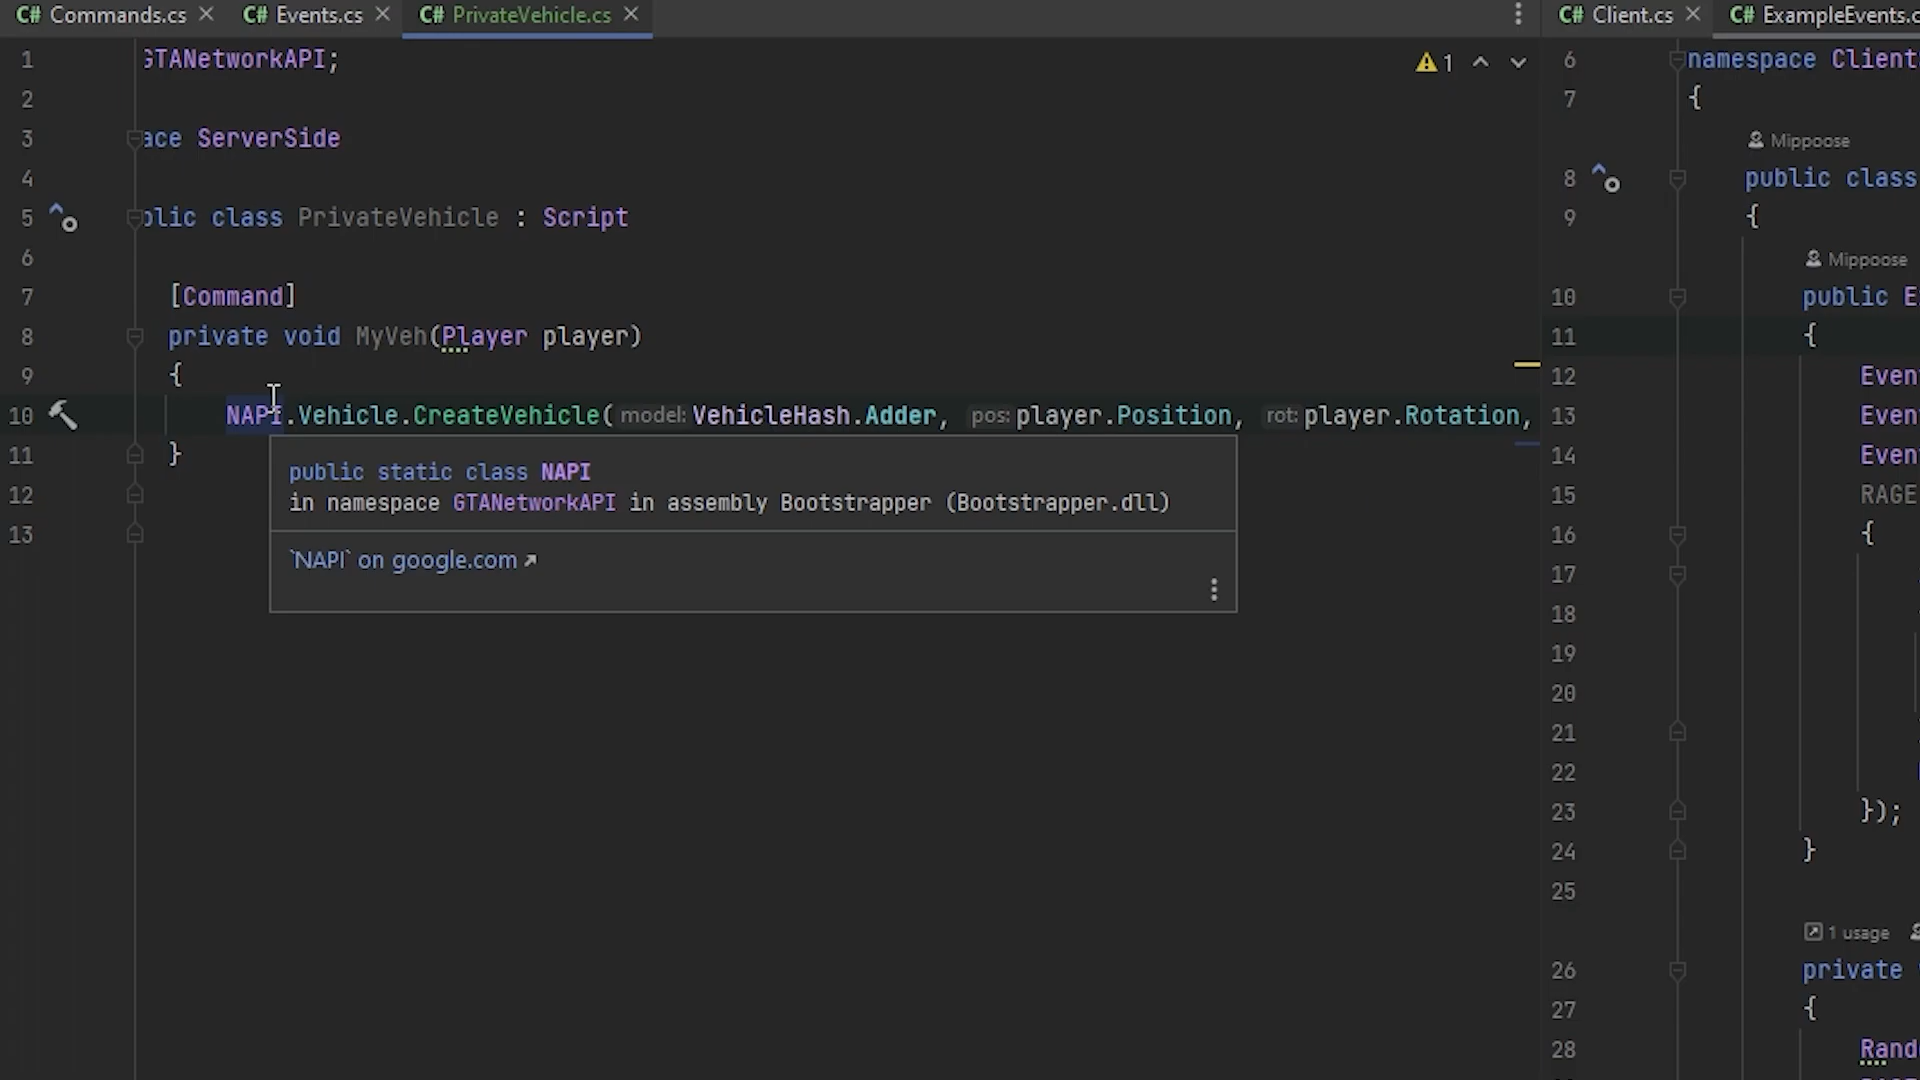 C# Commands.cs × C# Events.cs × C# PrivateVehicle.cs ×
1 GTANetworkAPI; 1
2
3 ace ServerSide
4
5 blic class PrivateVehicle : Script
6
7 [Command]
8 private void MyVeh(Player player)
9 {
10 NAPI.Vehicle.CreateVehicle( model: VehicleHash.Adder, pos: player.Position, rot: player.Rotation,
11 }
12
13
public static class NAPI
in namespace GTANetworkAPI in assembly Bootstrapper (Bootstrapper.dll)
`NAPI` on google.com ↗
C# Client.cs × C# ExampleEvents.c
6 namespace Client
7 {
Mippoose
8 public class
9 {
Mippoose
10 public E
11 {
12 Even
13 Even
14 Even
15 RAGE
16 {
17
18
19
20
21
22
23 });
24 }
25
1 usage
26 private
27 {
28 Rand